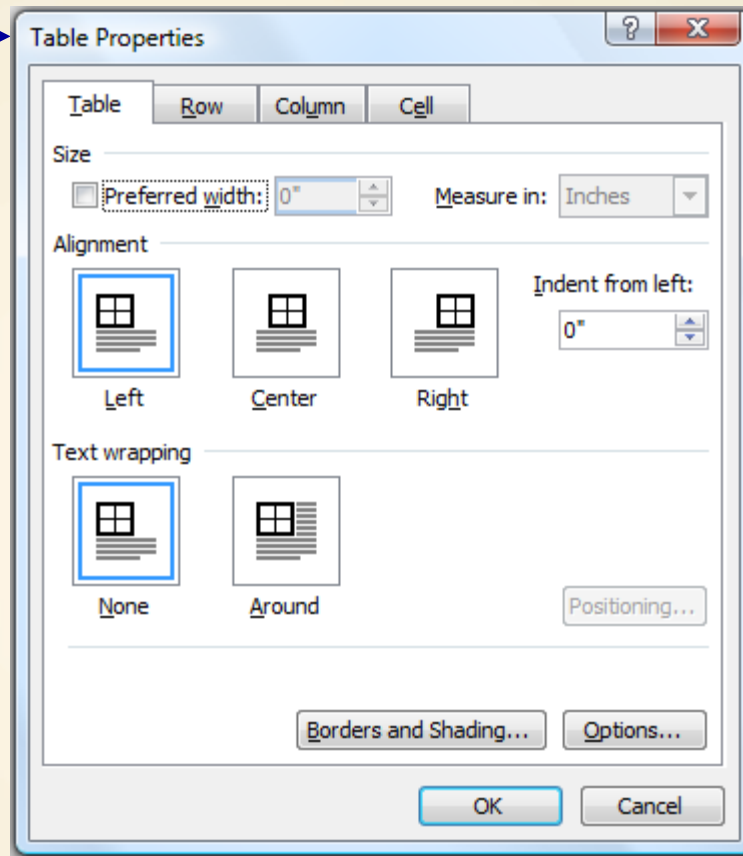 Table Properties
Table Row Column Cell
Size
Preferred width: 0" Measure in: Inches
Alignment
Indent from left:
0"
Left Center Right
Text wrapping
None Around
Positioning...
Borders and Shading... Options...
OK Cancel